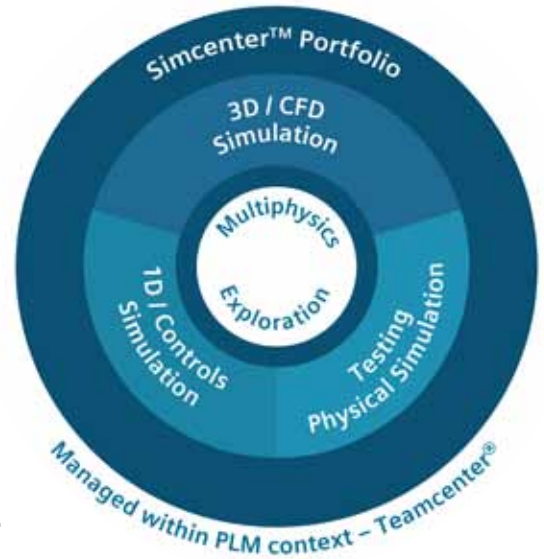 Simcenter™ Portfolio
3D / CFD
Simulation
Multiphysics
Exploration
1D / Controls
Simulation
Testing
Physical Simulation
Managed within PLM context – Teamcenter®